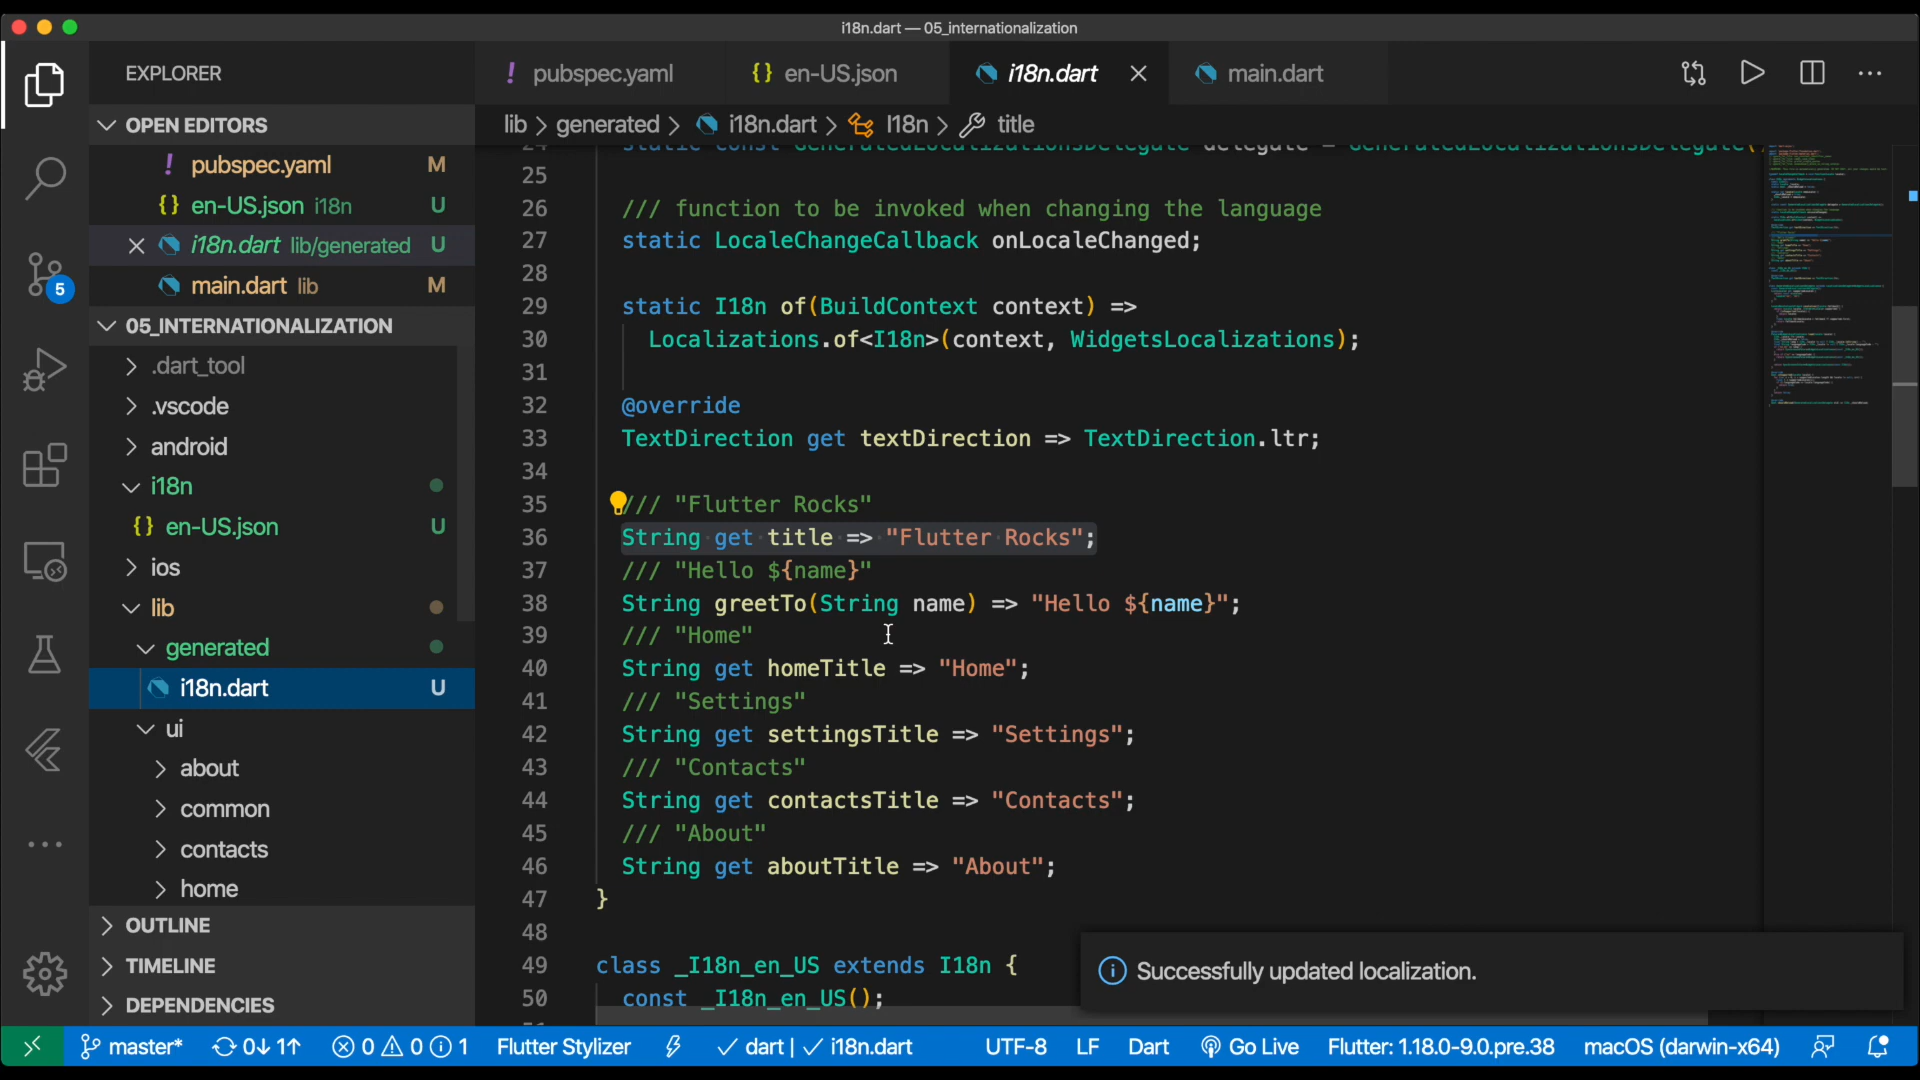 i18n.dart — 05_internationalization
EXPLORER
! pubspec.yaml
{} en-US.json
i18n.dart
main.dart
lib > generated > i18n.dart > I18n > title
OPEN EDITORS
! pubspec.yaml M
{} en-US.json i18n U
i18n.dart lib/generated U
main.dart lib M
5
05_INTERNATIONALIZATION
.dart_tool
.vscode
android
i18n
{} en-US.json U
ios
lib
generated
i18n.dart U
ui
about
common
contacts
home
OUTLINE
TIMELINE
DEPENDENCIES
24 static const GeneratedLocalizationsDelegate delegate = GeneratedLocalizationsDelegate(
25
26 /// function to be invoked when changing the language
27 static LocaleChangeCallback onLocaleChanged;
28
29 static I18n of(BuildContext context) =>
30 Localizations.of<I18n>(context, WidgetsLocalizations);
31
32 @override
33 TextDirection get textDirection => TextDirection.ltr;
34
35 /// "Flutter Rocks"
36 String get title => "Flutter Rocks";
37 /// "Hello ${name}"
38 String greetTo(String name) => "Hello ${name}";
39 /// "Home"
40 String get homeTitle => "Home";
41 /// "Settings"
42 String get settingsTitle => "Settings";
43 /// "Contacts"
44 String get contactsTitle => "Contacts";
45 /// "About"
46 String get aboutTitle => "About";
47 }
48
49 class _I18n_en_US extends I18n {
50 const _I18n_en_US();
Successfully updated localization.
master* 0↓ 1↑ 0 0 1 Flutter Stylizer ✓ dart | ✓ i18n.dart UTF-8 LF Dart Go Live Flutter: 1.18.0-9.0.pre.38 macOS (darwin-x64)